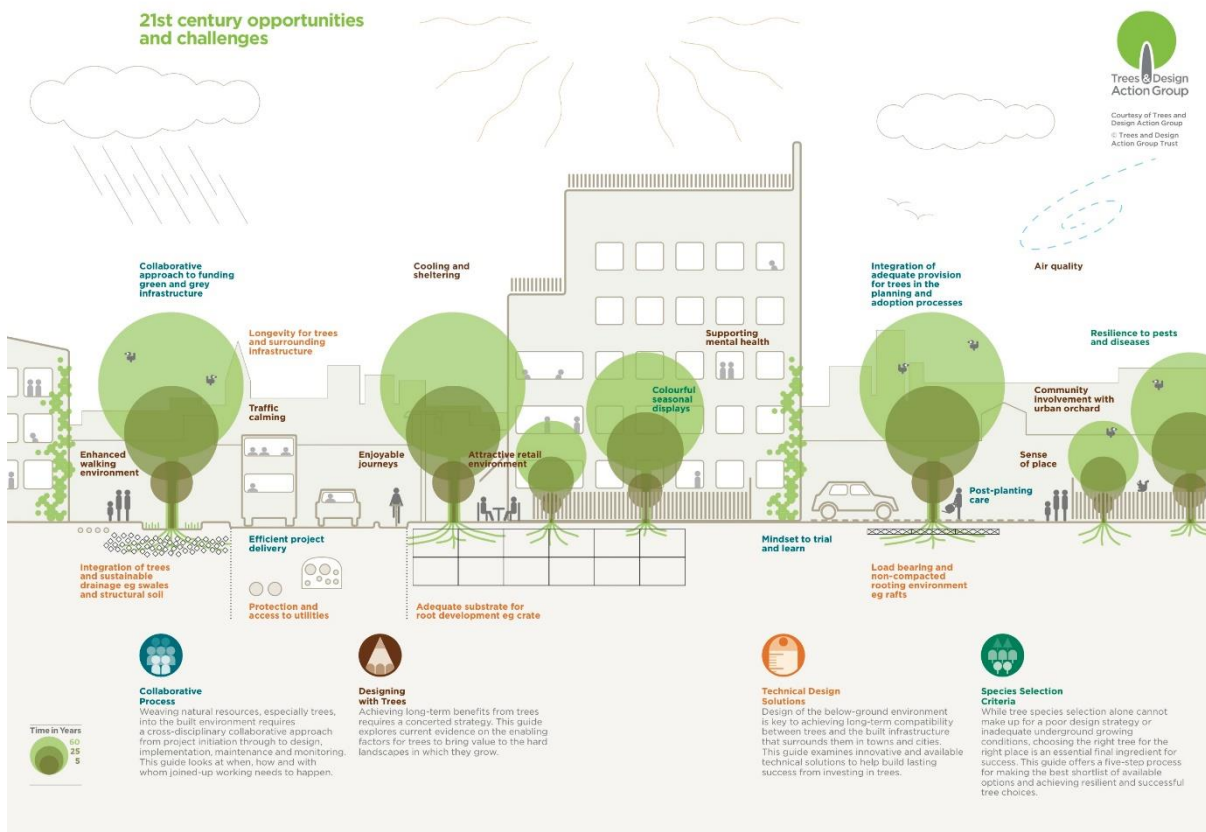 21st century opportunities
and challenges
Trees & Design
Action Group
Courtesy of Trees and
Design Action Group
© Trees and Design
Action Group Trust
Collaborative
approach to funding
green and grey
infrastructure
Cooling and
sheltering
Integration of
adequate provision
for trees in the
planning and
adoption processes
Air quality
Longevity for trees
and surrounding
infrastructure
Supporting
mental health
Resilience to pests
and diseases
Colourful
seasonal
displays
Community
involvement with
urban orchard
Traffic
calming
Enhanced
walking
environment
Enjoyable
journeys
Attractive retail
environment
Sense
of place
Post-planting
care
Efficient project
delivery
Mindset to trial
and learn
Integration of trees
and sustainable
drainage eg swales
and structural soil
Protection and
access to utilities
Adequate substrate for
root development eg crate
Load bearing and
non-compacted
rooting environment
eg rafts
Time in Years
60
25
5
Collaborative
Process
Weaving natural resources, especially trees,
into the built environment requires
a cross-disciplinary collaborative approach
from project initiation through to design,
implementation, maintenance and monitoring.
This guide looks at when, how and with
whom joined-up working needs to happen.
Designing
with Trees
Achieving long-term benefits from trees
requires a concerted strategy. This guide
explores current evidence on the enabling
factors for trees to bring value to the hard
landscapes in which they grow.
Technical Design
Solutions
Design of the below-ground environment
is key to achieving long-term compatibility
between trees and the built infrastructure
that surrounds them in towns and cities.
This guide examines innovative and available
technical solutions to help build lasting
success from investing in trees.
Species Selection
Criteria
While tree species selection alone cannot
make up for a poor design strategy or
inadequate underground growing
conditions, choosing the right tree for the
right place is an essential final ingredient for
success. This guide offers a five-step process
for making the best shortlist of available
options and achieving resilient and successful
tree choices.